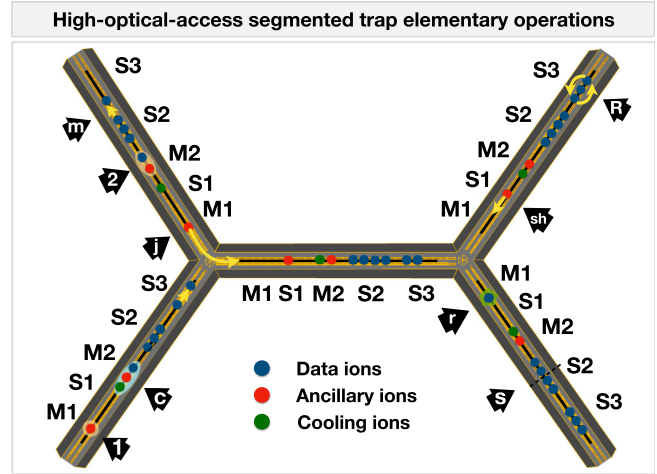 High-optical-access segmented trap elementary operations
S3
S2
M2
S1
M1
m
2
j
S3
S2
M2
S1
M1
R
sh
M1 S1 M2 S2 S3
S3
S2
M2
S1
M1
c
1
M1
S1
M2
S2
S3
r
s
Data ions
Ancillary ions
Cooling ions